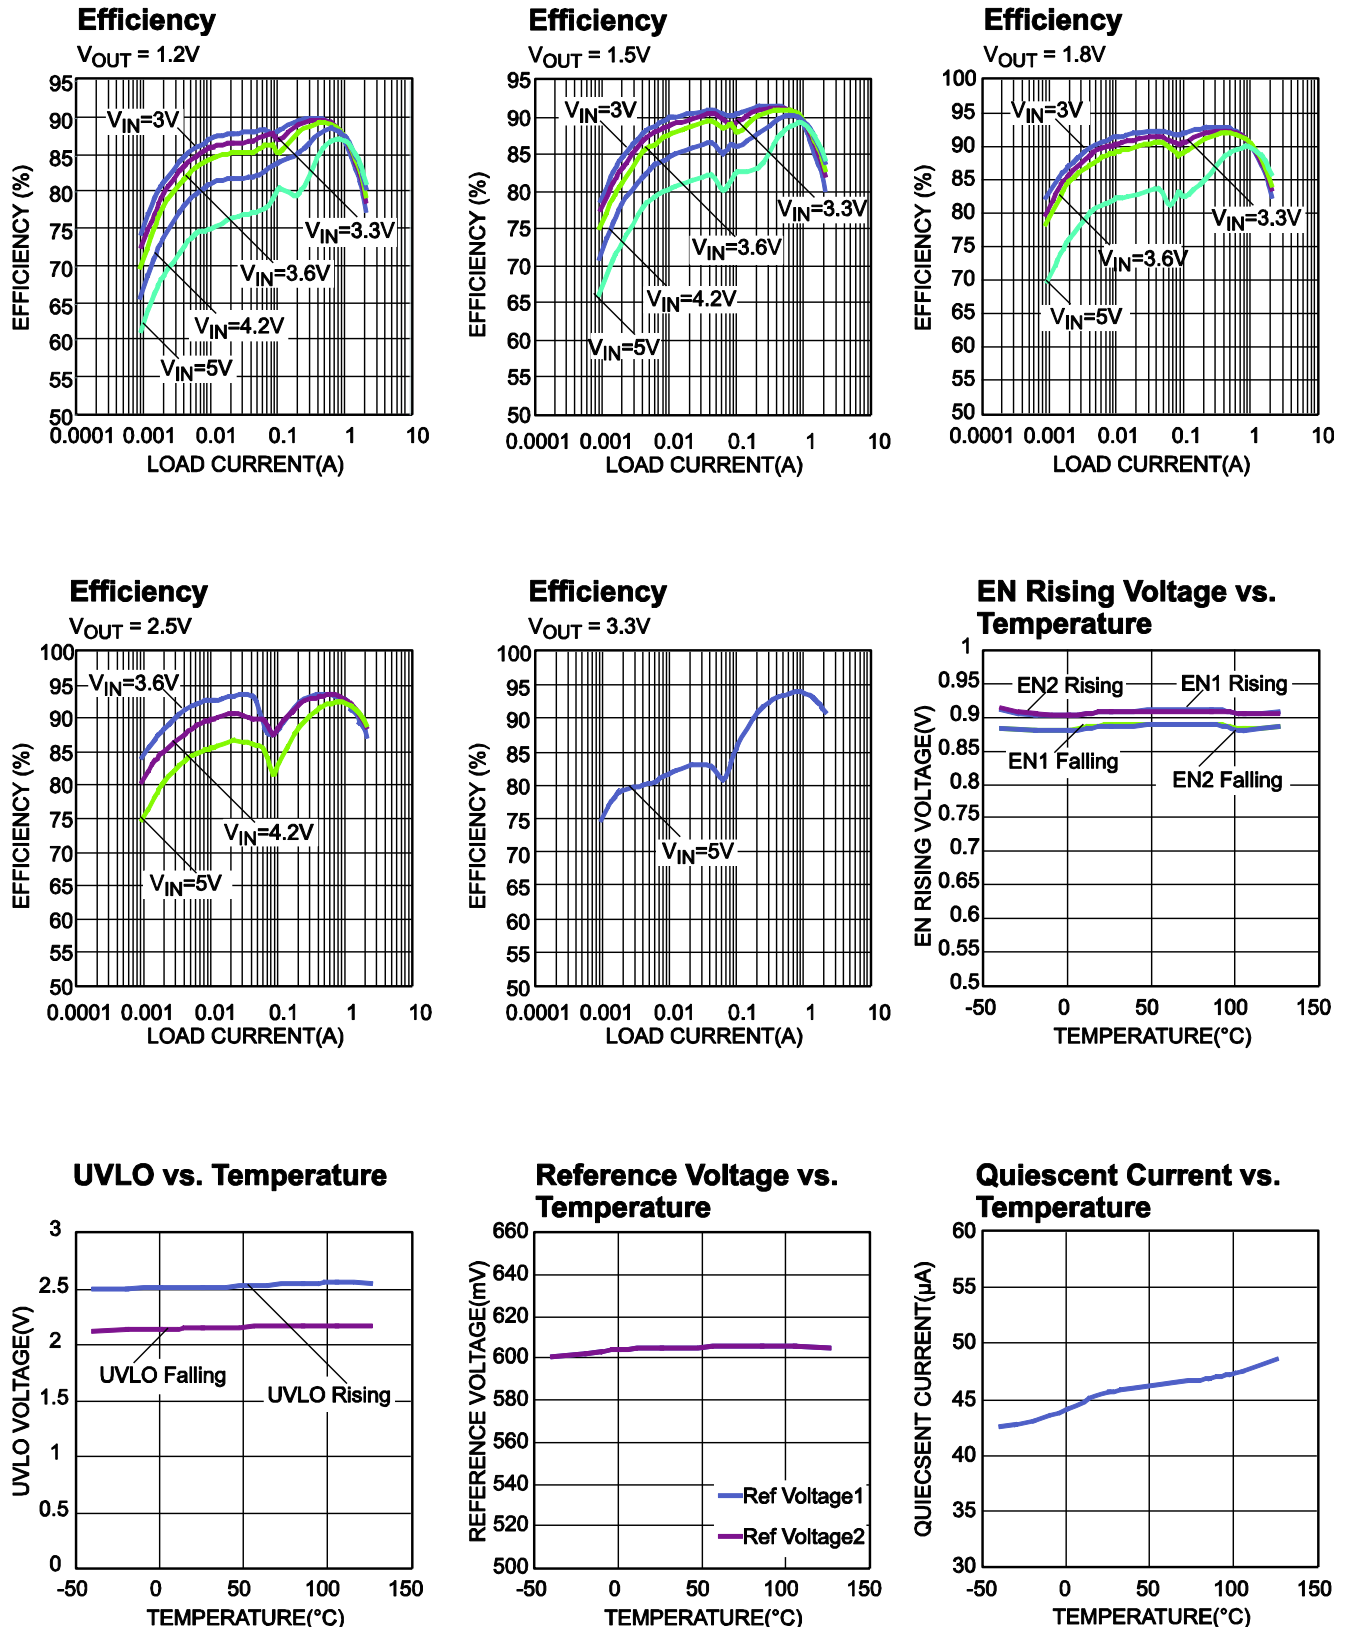 Efficiency
VOUT = 1.2V
95
90
85
80
75
70
65
60
55
50
EFFICIENCY (%)
VIN=3V
VIN=3.3V
VIN=3.6V
VIN=4.2V
VIN=5V
0.0001 0.001 0.01 0.1 1 10
LOAD CURRENT(A)
Efficiency
VOUT = 1.5V
95
90
85
80
75
70
65
60
55
50
EFFICIENCY (%)
VIN=3V
VIN=3.3V
VIN=3.6V
VIN=4.2V
VIN=5V
0.0001 0.001 0.01 0.1 1 10
LOAD CURRENT(A)
Efficiency
VOUT = 1.8V
100
95
90
85
80
75
70
65
60
55
50
EFFICIENCY (%)
VIN=3V
VIN=3.3V
VIN=3.6V
VIN=5V
0.0001 0.001 0.01 0.1 1 10
LOAD CURRENT(A)
Efficiency
VOUT = 2.5V
100
95
90
85
80
75
70
65
60
55
50
EFFICIENCY (%)
VIN=3.6V
VIN=4.2V
VIN=5V
0.0001 0.001 0.01 0.1 1 10
LOAD CURRENT(A)
Efficiency
VOUT = 3.3V
100
95
90
85
80
75
70
65
60
55
50
EFFICIENCY (%)
VIN=5V
0.0001 0.001 0.01 0.1 1 10
LOAD CURRENT(A)
EN Rising Voltage vs.
Temperature
1
0.95
0.9
0.85
0.8
0.75
0.7
0.65
0.6
0.55
0.5
EN RISING VOLTAGE(V)
EN2 Rising
EN1 Rising
EN1 Falling
EN2 Falling
-50 0 50 100 150
TEMPERATURE(°C)
UVLO vs. Temperature
3
2.5
2
1.5
1
0.5
0
UVLO VOLTAGE(V)
UVLO Falling
UVLO Rising
-50 0 50 100 150
TEMPERATURE(°C)
Reference Voltage vs.
Temperature
660
640
620
600
580
560
540
520
500
REFERENCE VOLTAGE(mV)
Ref Voltage1
Ref Voltage2
-50 0 50 100 150
TEMPERATURE(°C)
Quiescent Current vs.
Temperature
60
55
50
45
40
35
30
QUIECSENT CURRENT(µA)
-50 0 50 100 150
TEMPERATURE(°C)